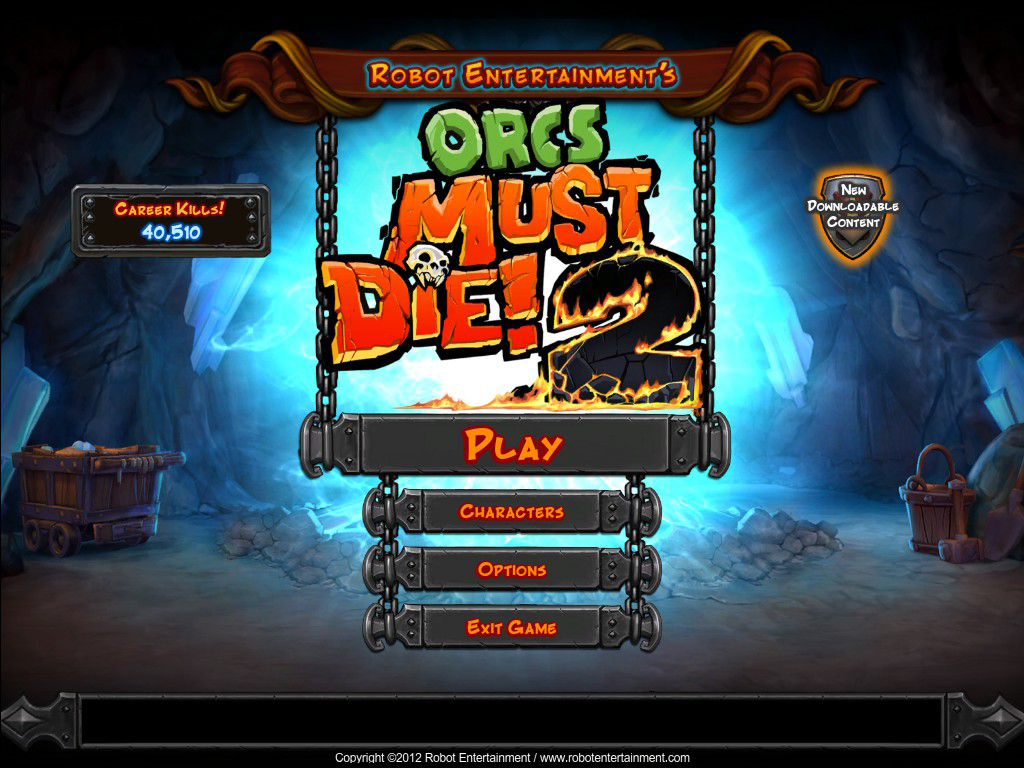 Robot Entertainment's
ORCS
MUST
DIE! 2
Career Kills!
40,510
New
Downloadable
Content
Play
Characters
Options
Exit Game
Copyright ©2012 Robot Entertainment / www.robotentertainment.com